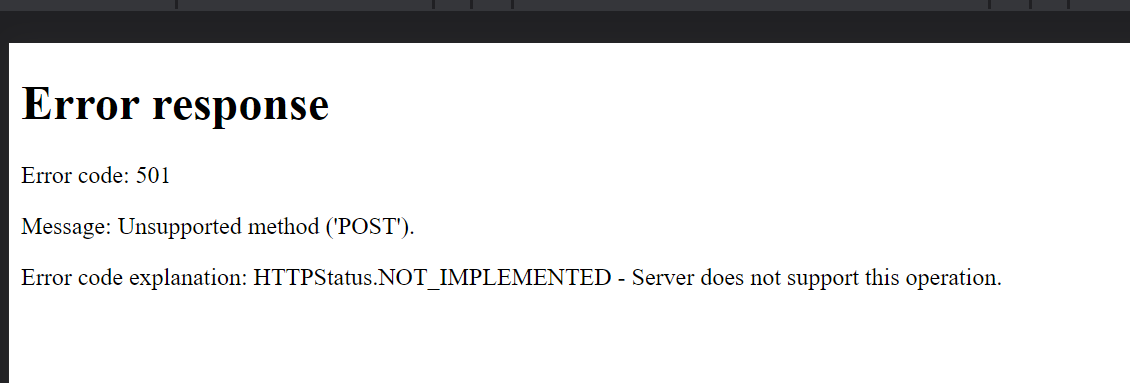 Error response
Error code: 501
Message: Unsupported method ('POST').
Error code explanation: HTTPStatus.NOT_IMPLEMENTED - Server does not support this operation.